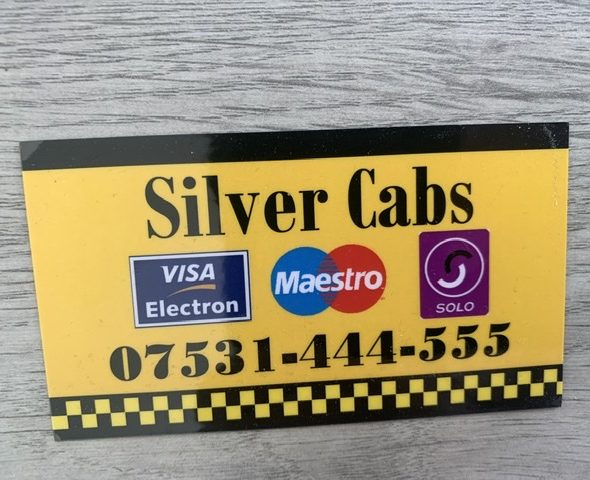 Silver Cabs
VISA Electron Maestro SOLO
07531-444-555